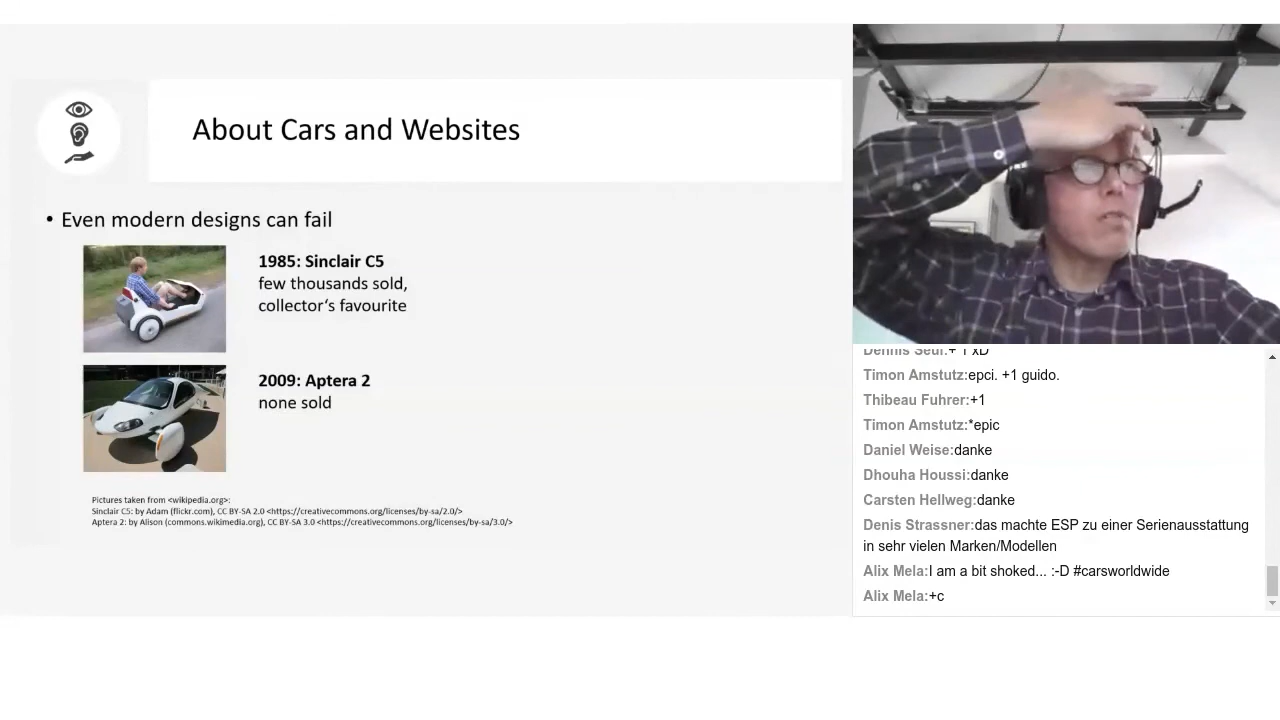 About Cars and Websites
• Even modern designs can fail
1985: Sinclair C5
few thousands sold,
collector's favourite
2009: Aptera 2
none sold
Pictures taken from <wikipedia.org>:
Sinclair C5: by Adam (flickr.com), CC BY-SA 2.0 <https://creativecommons.org/licenses/by-sa/2.0/>
Aptera 2: by Alison (commons.wikimedia.org), CC BY-SA 3.0 <https://creativecommons.org/licenses/by-sa/3.0/>
+ 1 xD
Timon Amstutz:epci. +1 guido.
Thibeau Fuhrer:+1
Timon Amstutz:*epic
Daniel Weise:danke
Dhouha Houssi:danke
Carsten Hellweg:danke
Denis Strassner:das machte ESP zu einer Serienausstattung
in sehr vielen Marken/Modellen
Alix Mela:I am a bit shoked... :-D #carsworldwide
Alix Mela:+c